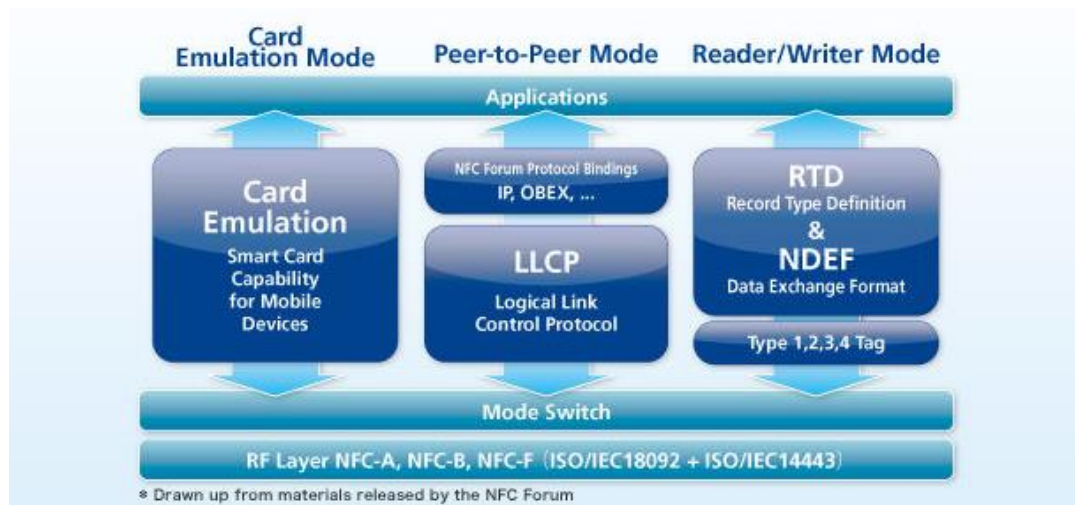 Card
Emulation Mode
Peer-to-Peer Mode
Reader/Writer Mode
Applications
Card
Emulation
Smart Card
Capability
for Mobile
Devices
NFC Forum Protocol Bindings
IP, OBEX, ...
LLCP
Logical Link
Control Protocol
RTD
Record Type Definition
&
NDEF
Data Exchange Format
Type 1,2,3,4 Tag
Mode Switch
RF Layer NFC-A, NFC-B, NFC-F (ISO/IEC18092 + ISO/IEC14443)
* Drawn up from materials released by the NFC Forum